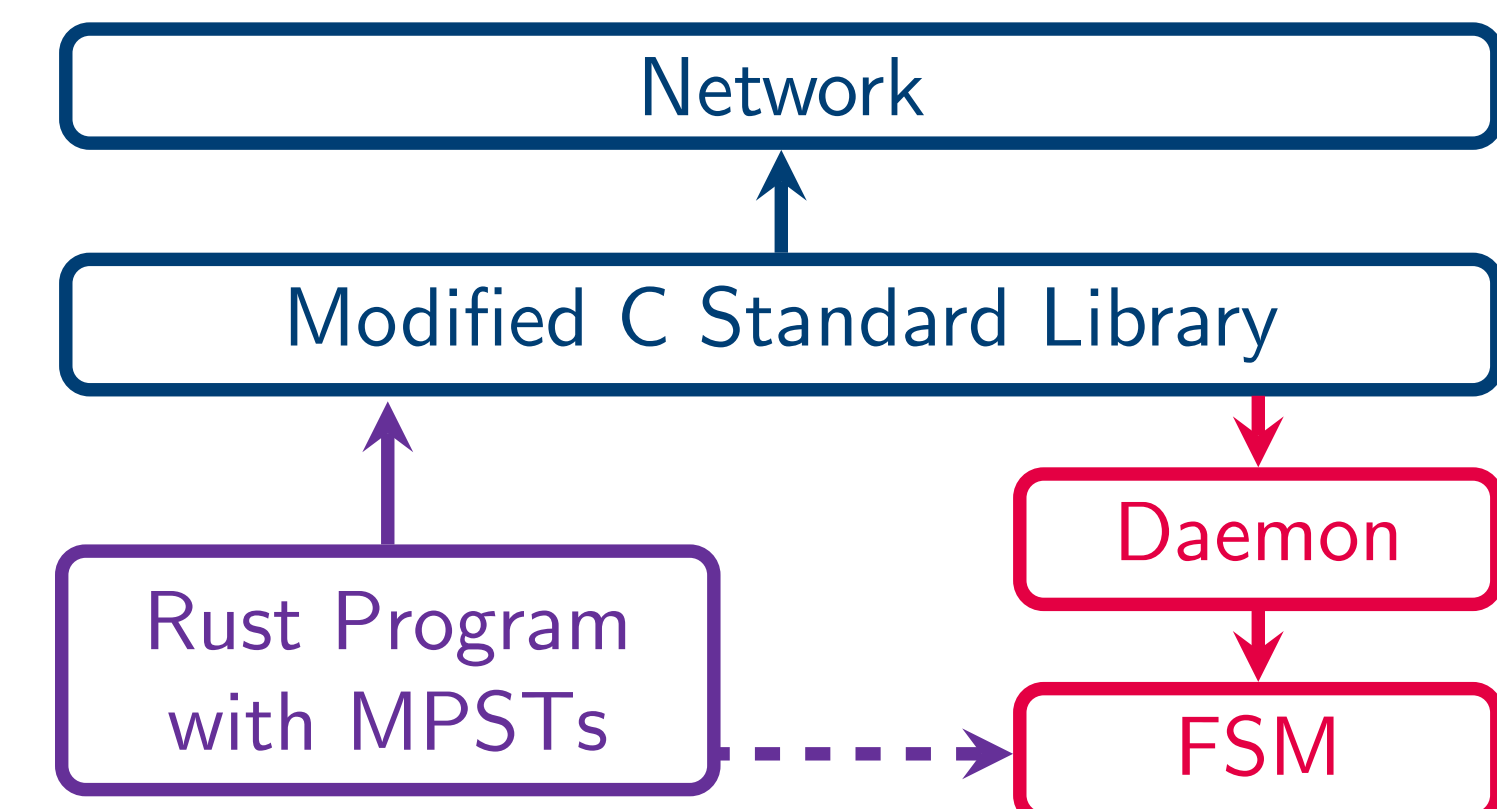 Network
Modified C Standard Library
Daemon
Rust Program
with MPSTs
FSM